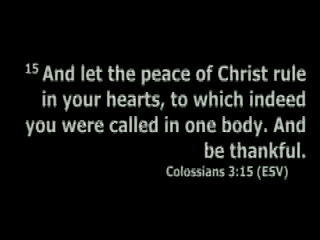 15 And let the peace of Christ rule
in your hearts, to which indeed
you were called in one body. And
be thankful.
Colossians 3:15 (ESV)